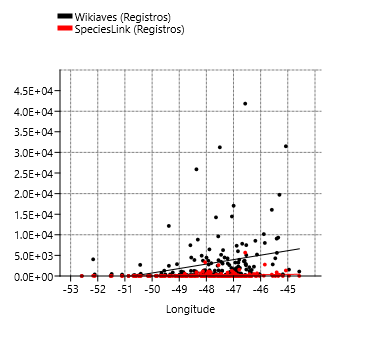 Wikiaves (Registros)
SpeciesLink (Registros)
4.5E+04
4.0E+04
3.5E+04
3.0E+04
2.5E+04
2.0E+04
1.5E+04
1.0E+04
5.0E+03
0.0E+00
-53 -52 -51 -50 -49 -48 -47 -46 -45
Longitude